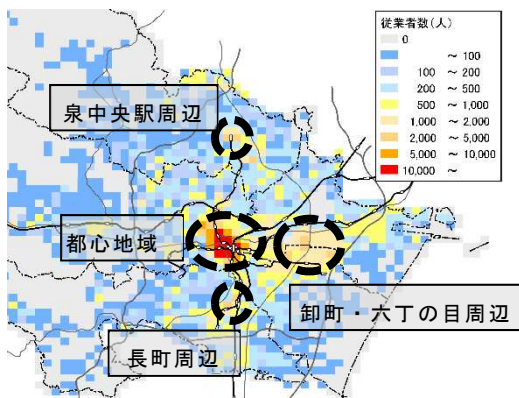 従業者数（人）
0
～ 100
100 ～ 200
200 ～ 500
500 ～ 1,000
1,000 ～ 2,000
2,000 ～ 5,000
5,000 ～ 10,000
10,000 ～
泉中央駅周辺
都心地域
卸町・六丁の目周辺
長町周辺